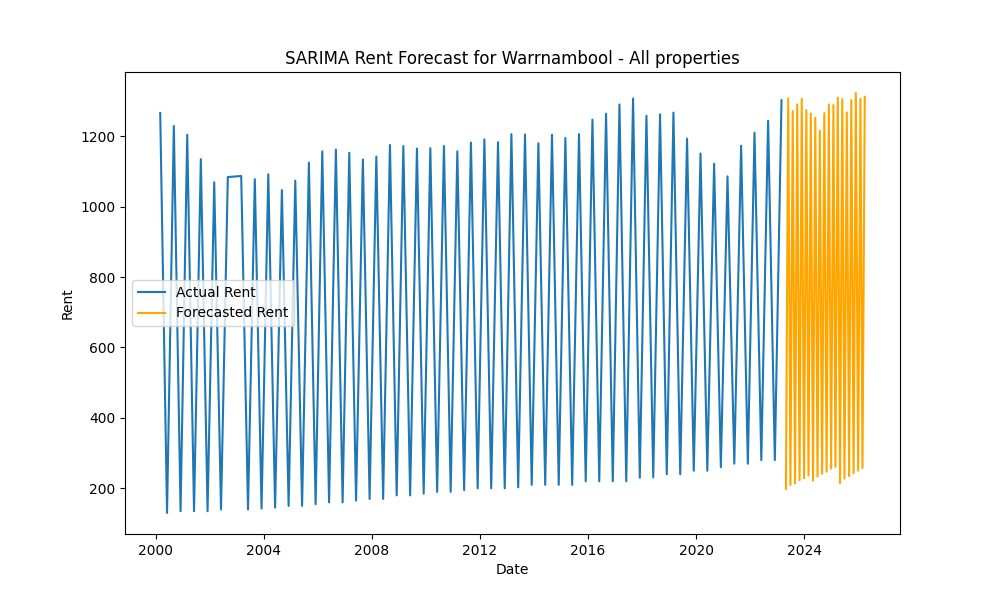 SARIMA Rent Forecast for Warrnambool - All properties
1200
1000
800
600
400
200
Rent
Actual Rent
Forecasted Rent
2000 2004 2008 2012 2016 2020 2024
Date